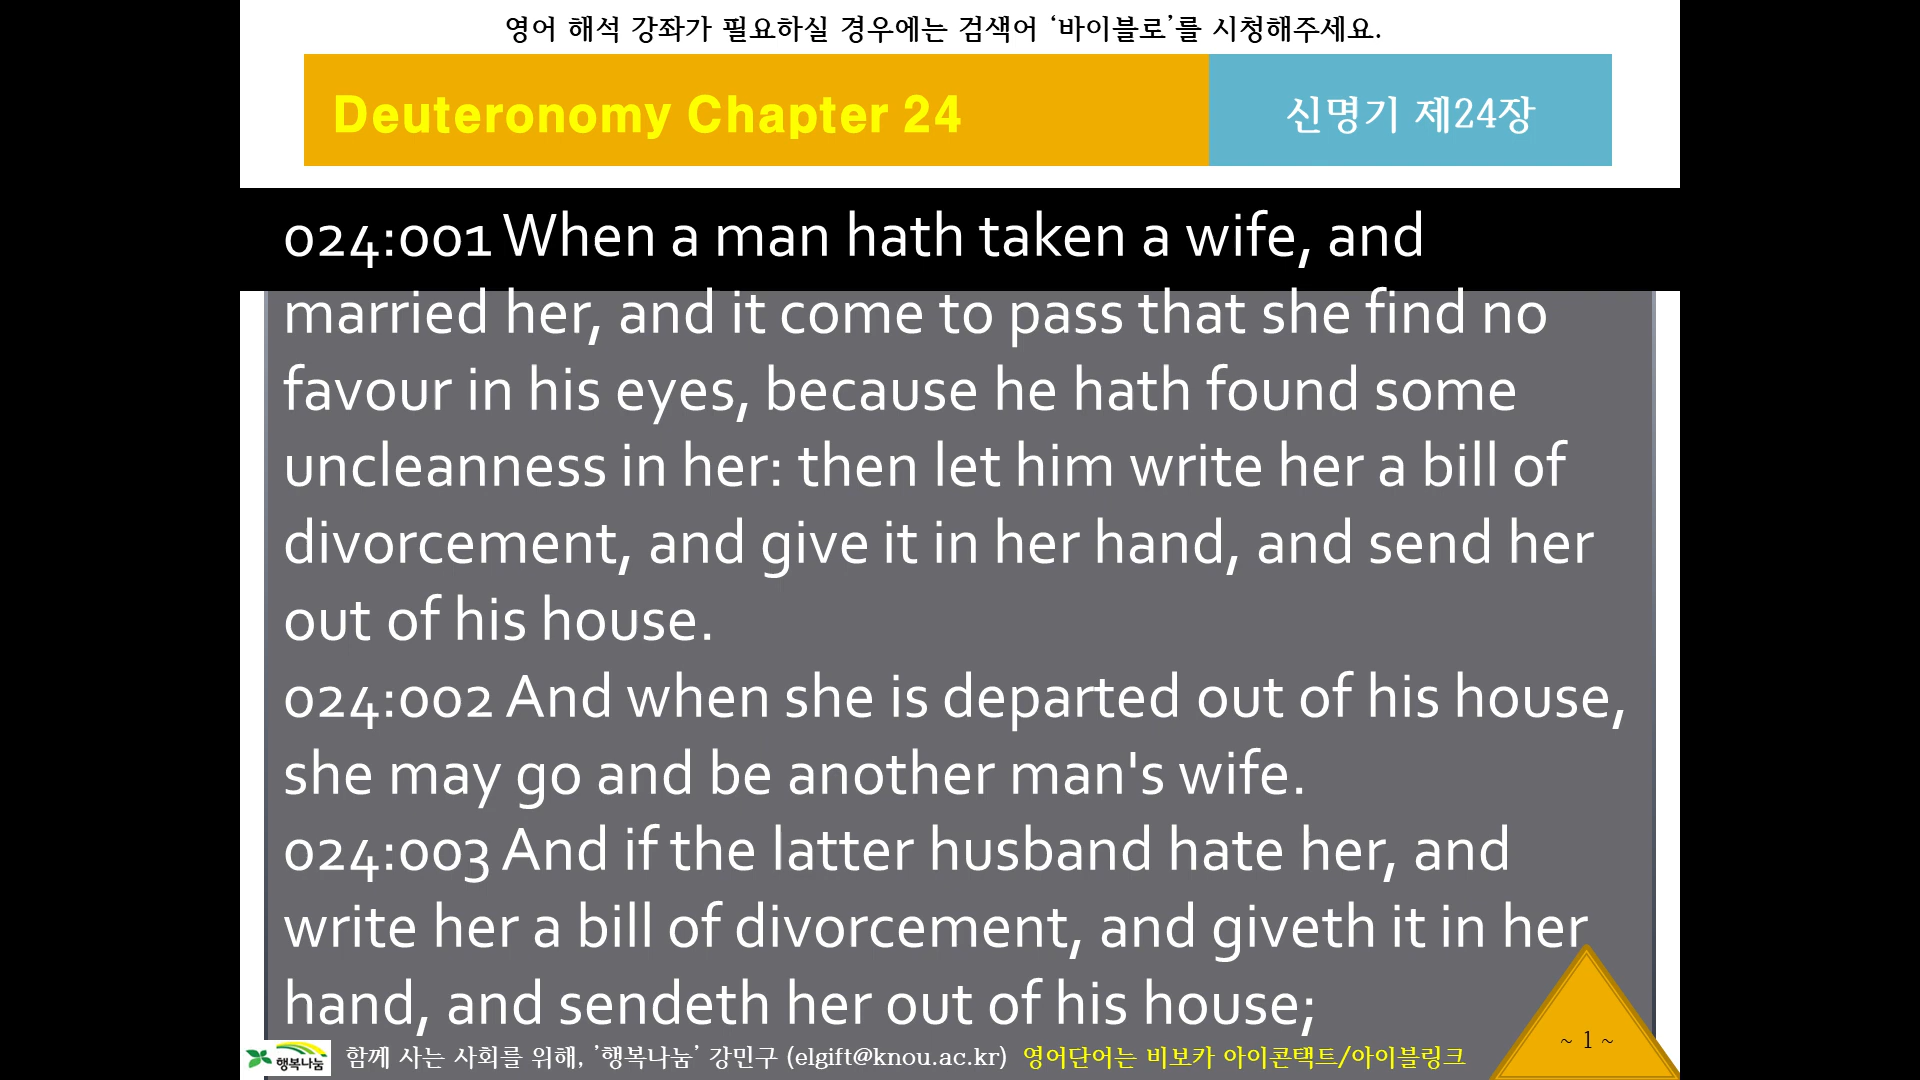 영어 해석 강좌가 필요하실 경우에는 검색어 ‘바이블로’를 시청해주세요.
Deuteronomy Chapter 24
신명기 제24장
024:001 When a man hath taken a wife, and
married her, and it come to pass that she find no
favour in his eyes, because he hath found some
uncleanness in her: then let him write her a bill of
divorcement, and give it in her hand, and send her
out of his house.
024:002 And when she is departed out of his house,
she may go and be another man's wife.
024:003 And if the latter husband hate her, and
write her a bill of divorcement, and giveth it in her
hand, and sendeth her out of his house;
~ 1 ~
행복나눔
함께 사는 사회를 위해, ’행복나눔’ 강민구 (elgift@knou.ac.kr) 영어단어는 비보카 아이콘택트/아이블링크